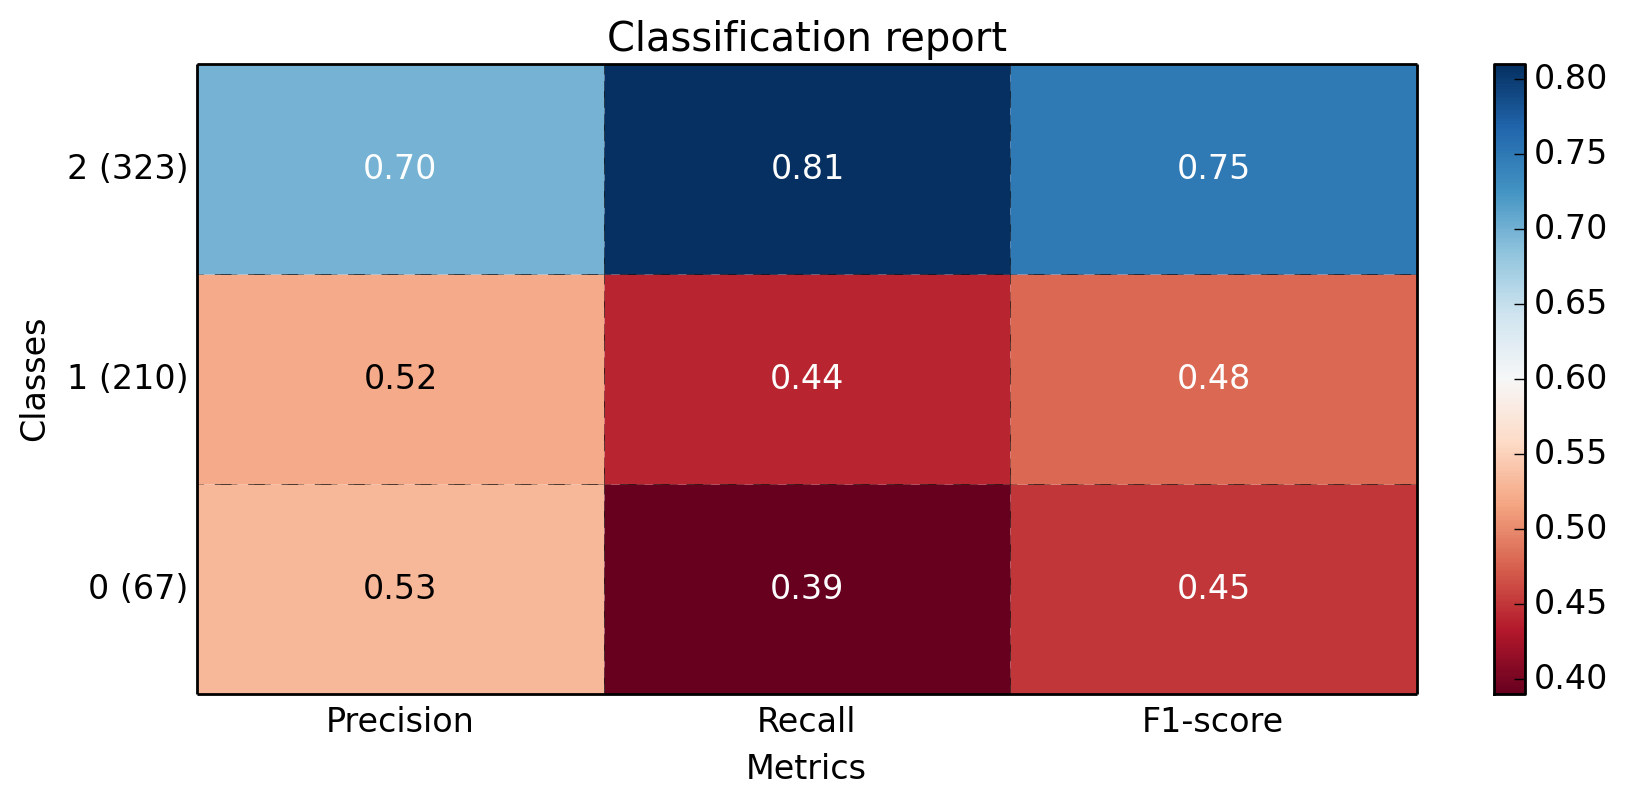 Classification report
2 (323) 0.70 0.81 0.75
1 (210) 0.52 0.44 0.48
0 (67) 0.53 0.39 0.45
Classes
Precision Recall F1-score
Metrics
0.80
0.75
0.70
0.65
0.60
0.55
0.50
0.45
0.40